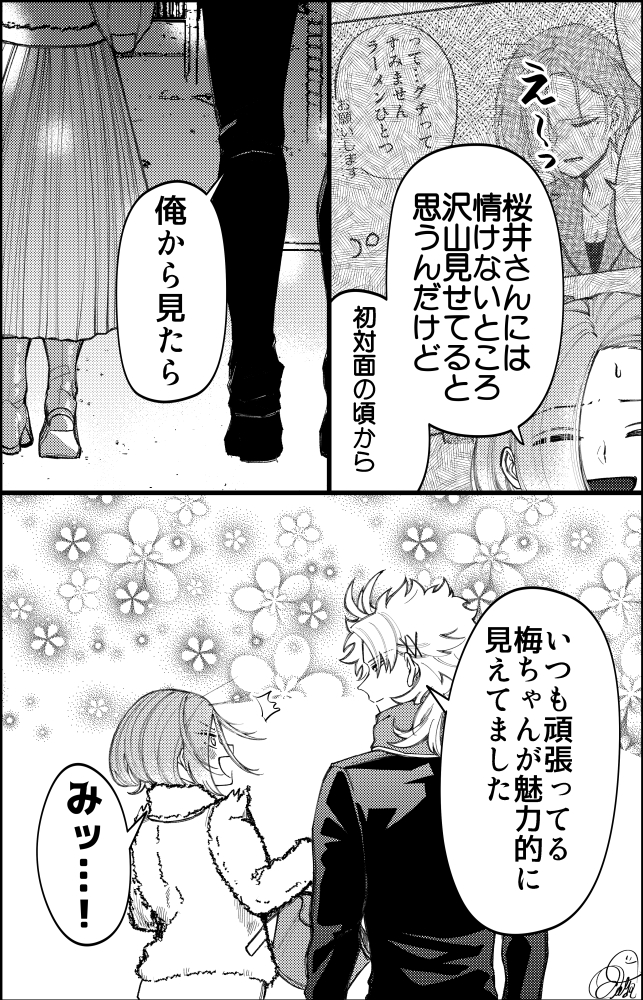 え〜っ
って…グチって
すみません
ラーメンひとつ
お願いします
桜井さんには
情けないところ
沢山見せてると
思うんだけど
初対面の頃から
俺から見たら
いつも頑張ってる
梅ちゃんが魅力的に
見えてました
みッ…!